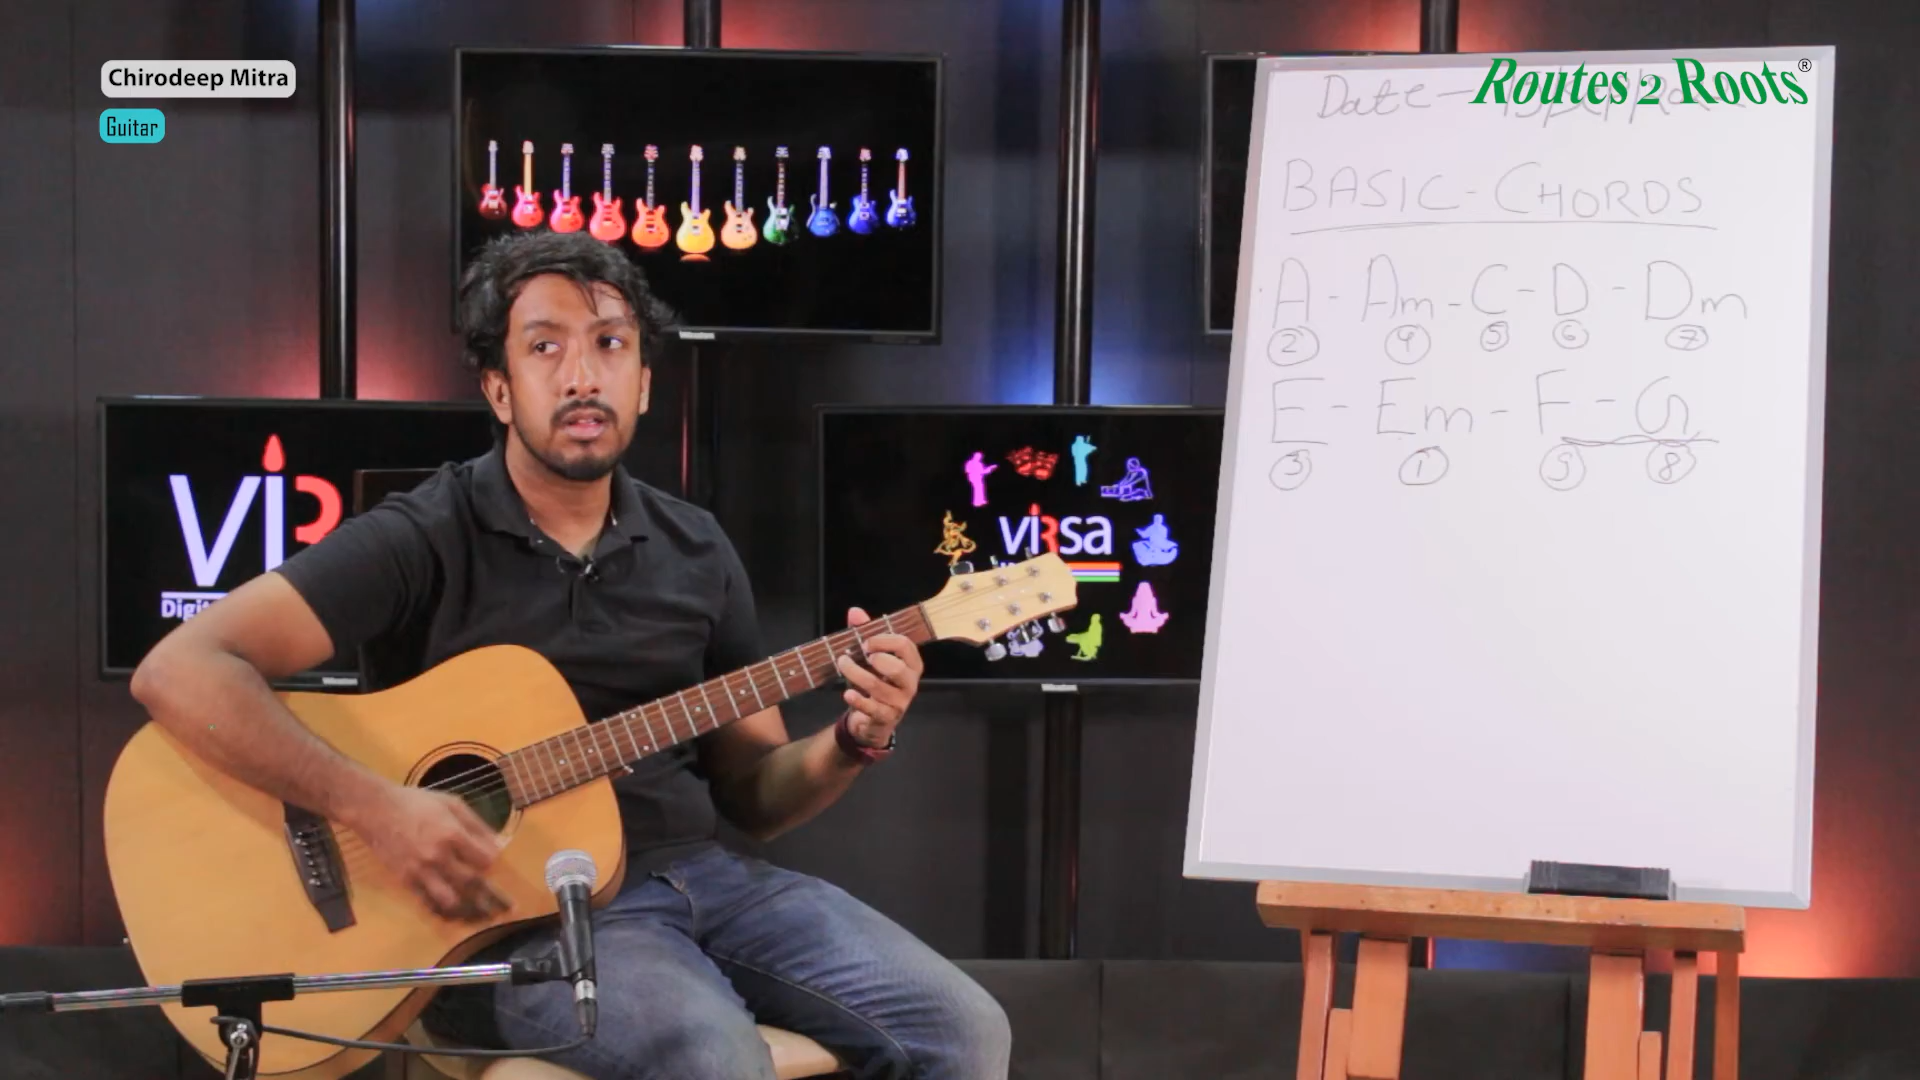 Chirodeep Mitra
Guitar
Routes 2 Roots®
Date -
BASIC - CHORDS
A - Am - C - D - Dm
2 4 5 6 7
E - Em - F - G
3 1 9 8
Vi
Digi
virsa